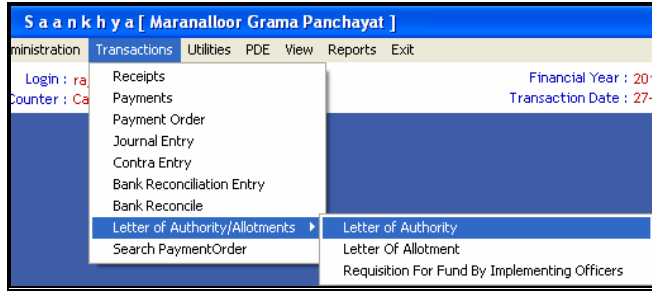 S a a n k h y a [ Maranalloor Grama Panchayat ]
ministration Transactions Utilities PDE View Reports Exit
Login : ra Financial Year : 201
Counter : Ca Transaction Date : 27-
Receipts
Payments
Payment Order
Journal Entry
Contra Entry
Bank Reconciliation Entry
Bank Reconcile
Letter of Authority/Allotments Letter of Authority
Search PaymentOrder Letter Of Allotment
Requisition For Fund By Implementing Officers